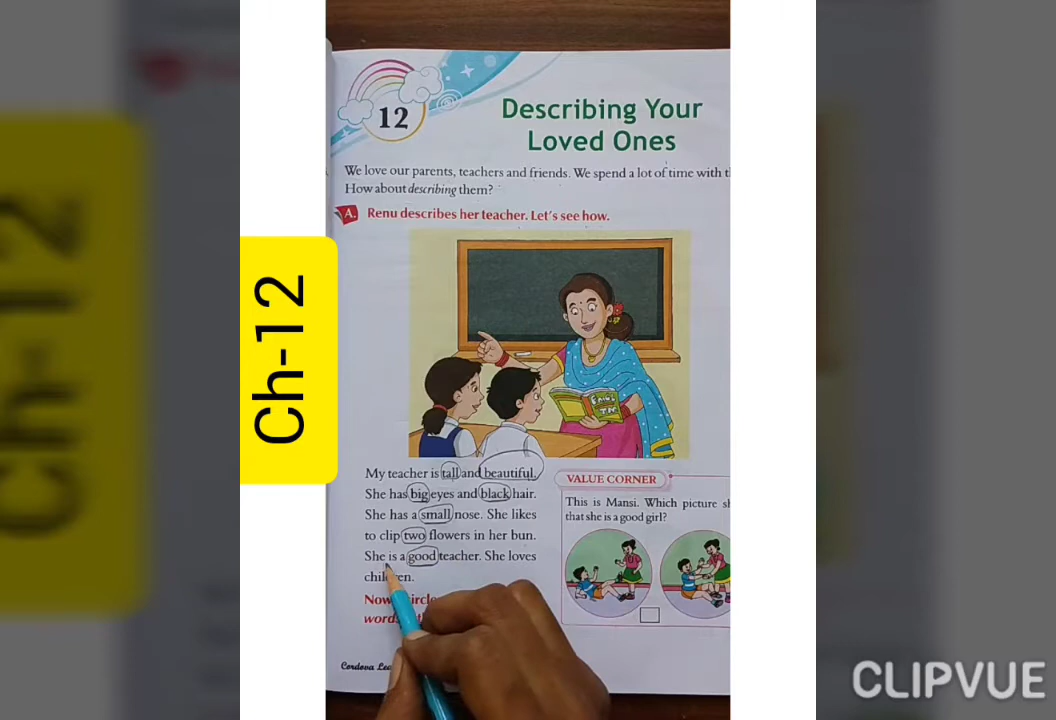 12
Describing Your
Loved Ones
We love our parents, teachers and friends. We spend a lot of time with
How about describing them?
A. Renu describes her teacher. Let's see how.
My teacher is tall and beautiful.
She has big eyes and black hair.
She has a small nose. She likes
to clip two flowers in her bun.
She is a good teacher. She loves
children.
Now circle
VALUE CORNER
This is Mansi. Which picture
that she is a good girl?
Cordova
Ch-12
CLIPVUE